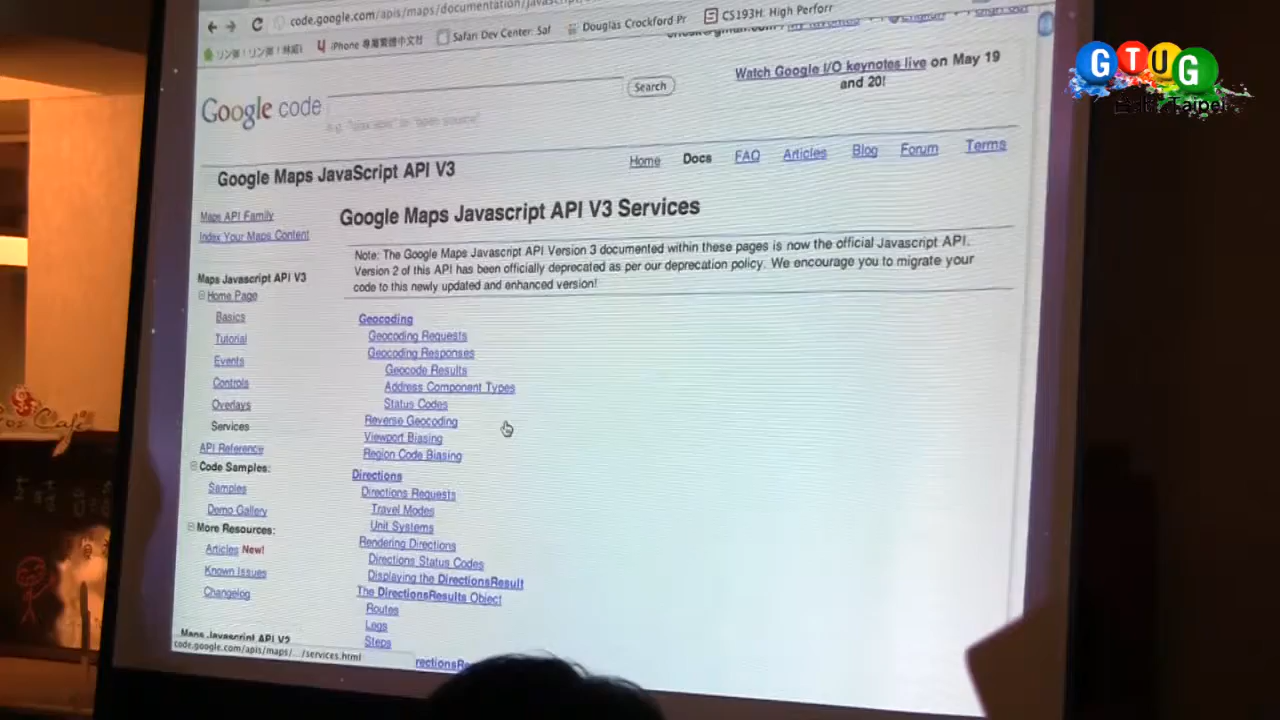 code.google.com/apis/maps/documentation/javascript
iPhone 專屬繁體中文社
Safari Dev Center: Saf
Douglas Crockford Pr
CS193H: High Perforr
Google code
Search
Watch Google I/O keynotes live on May 19
and 20!
GTUG
Taipei
Google Maps JavaScript API V3
Home
Docs
FAQ
Articles
Blog
Forum
Terms
Maps API Family
Index Your Maps Content
Maps Javascript API V3
Home Page
Basics
Tutorial
Events
Controls
Overlays
Services
API Reference
Code Samples:
Samples
Demo Gallery
More Resources:
Articles New!
Known Issues
Changelog
Maps Javascript API V2
code.google.com/apis/maps/.../services.html
Google Maps Javascript API V3 Services
Note: The Google Maps Javascript API Version 3 documented within these pages is now the official Javascript API.
Version 2 of this API has been officially deprecated as per our deprecation policy. We encourage you to migrate your
code to this newly updated and enhanced version!
Geocoding
Geocoding Requests
Geocoding Responses
Geocode Results
Address Component Types
Status Codes
Reverse Geocoding
Viewport Biasing
Region Code Biasing
Directions
Directions Requests
Travel Modes
Unit Systems
Rendering Directions
Directions Status Codes
Displaying the DirectionsResult
The DirectionsResults Object
Routes
Legs
Steps